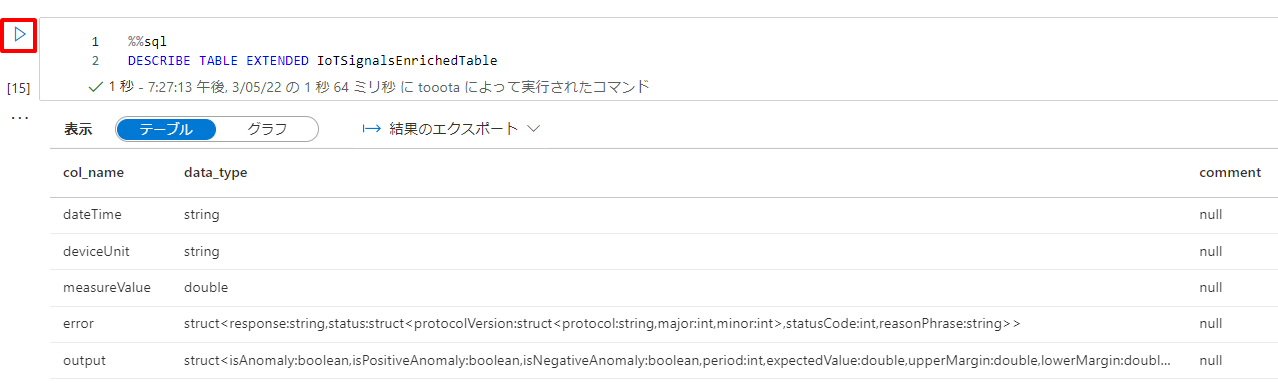 1 %%sql
2 DESCRIBE TABLE EXTENDED IoTSignalsEnrichedTable
[15] 1 秒 - 7:27:13 午後, 3/05/22 の 1 秒 64 ミリ秒 に tooota によって実行されたコマンド
...
表示 テーブル グラフ 結果のエクスポート
col_name data_type comment
dateTime string null
deviceUnit string null
measureValue double null
error struct<response:string,status:struct<protocolVersion:struct<protocol:string,major:int,minor:int>,statusCode:int,reasonPhrase:string>> null
output struct<isAnomaly:boolean,isPositiveAnomaly:boolean,isNegativeAnomaly:boolean,period:int,expectedValue:double,upperMargin:double,lowerMargin:doubl... null